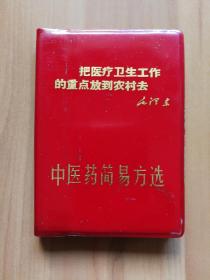 把医疗卫生工作
的重点放到农村去
毛泽东
中医药简易方选